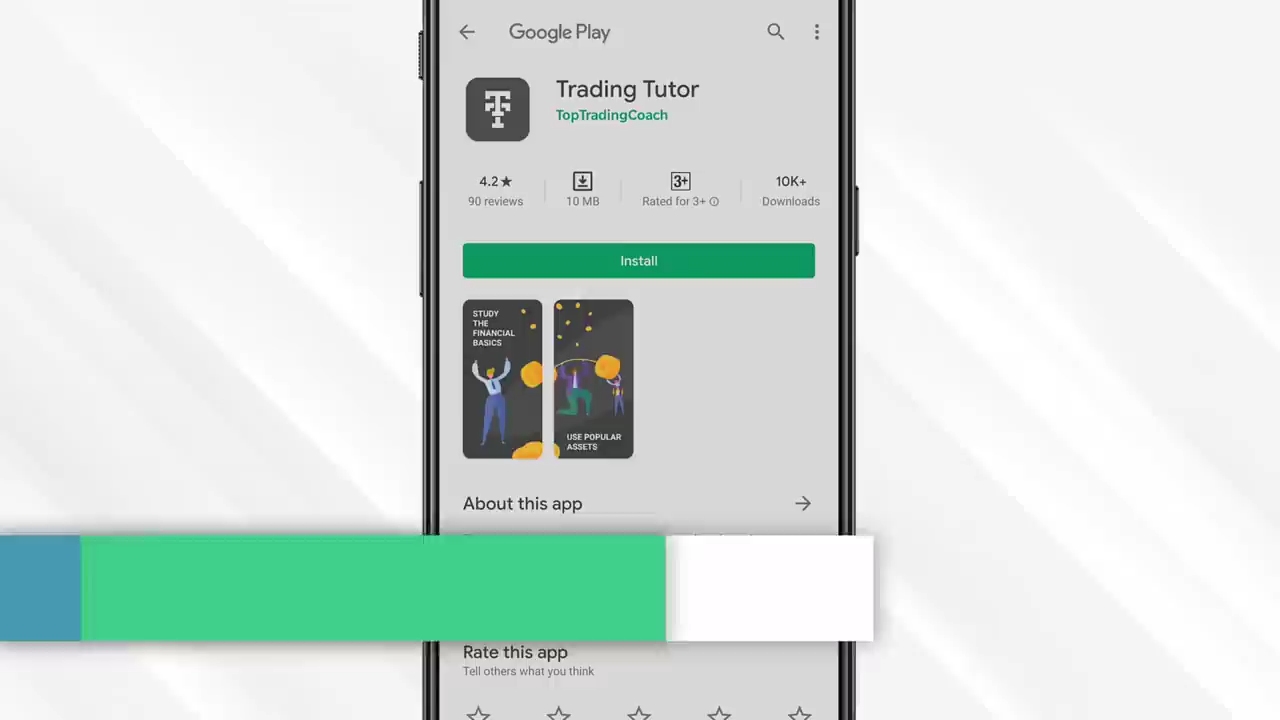 Google Play
Trading Tutor
TopTradingCoach
4.2★
90 reviews
10 MB
3+
Rated for 3+
10K+
Downloads
Install
STUDY
THE
FINANCIAL
BASICS
USE POPULAR
ASSETS
About this app
Rate this app
Tell others what you think